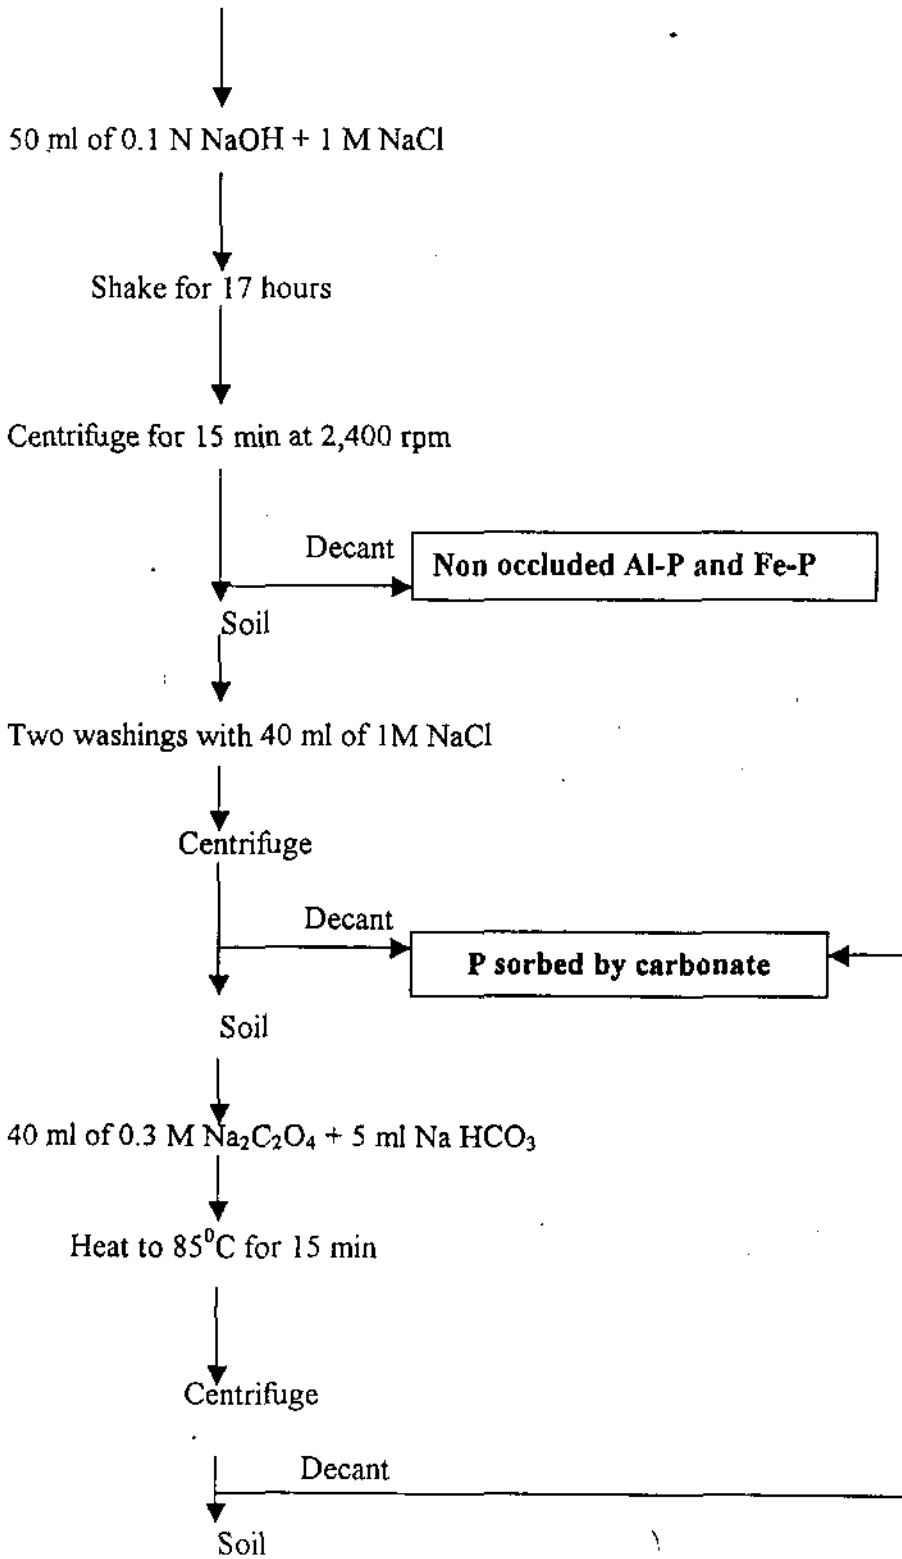 50 ml of 0.1 N NaOH + 1 M NaCl
Shake for 17 hours
Centrifuge for 15 min at 2,400 rpm
Decant
Non occluded Al-P and Fe-P
Soil
Two washings with 40 ml of 1M NaCl
Centrifuge
Decant
P sorbed by carbonate
Soil
40 ml of 0.3 M Na₂C₂O₄ + 5 ml Na HCO₃
Heat to 85⁰C for 15 min
Centrifuge
Decant
Soil